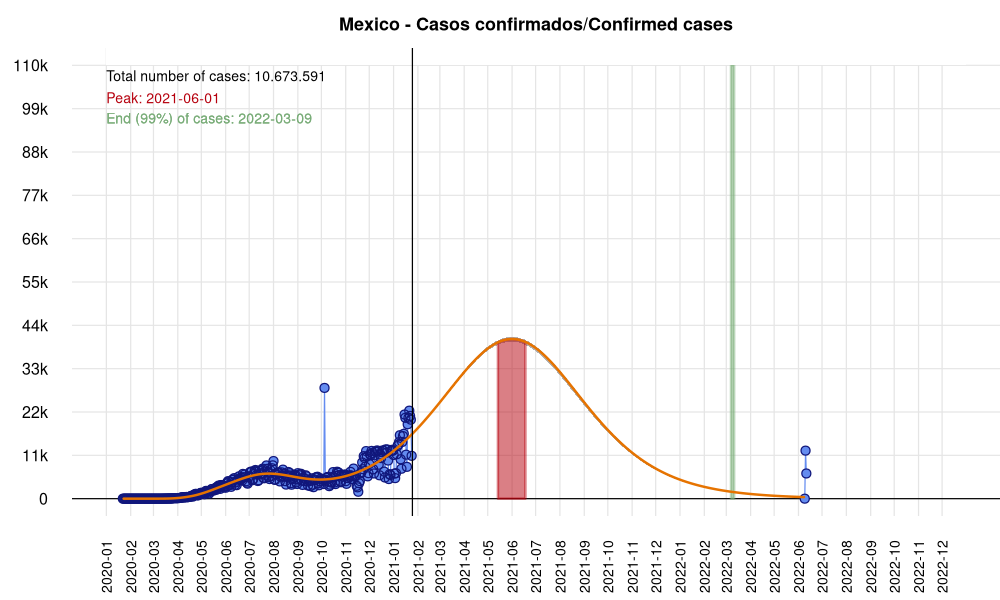 Mexico - Casos confirmados/Confirmed cases
Total number of cases: 10.673.591
Peak: 2021-06-01
End (99%) of cases: 2022-03-09
110k
99k
88k
77k
66k
55k
44k
33k
22k
11k
0
2020-01
2020-02
2020-03
2020-04
2020-05
2020-06
2020-07
2020-08
2020-09
2020-10
2020-11
2020-12
2021-01
2021-02
2021-03
2021-04
2021-05
2021-06
2021-07
2021-08
2021-09
2021-10
2021-11
2021-12
2022-01
2022-02
2022-03
2022-04
2022-05
2022-06
2022-07
2022-08
2022-09
2022-10
2022-11
2022-12